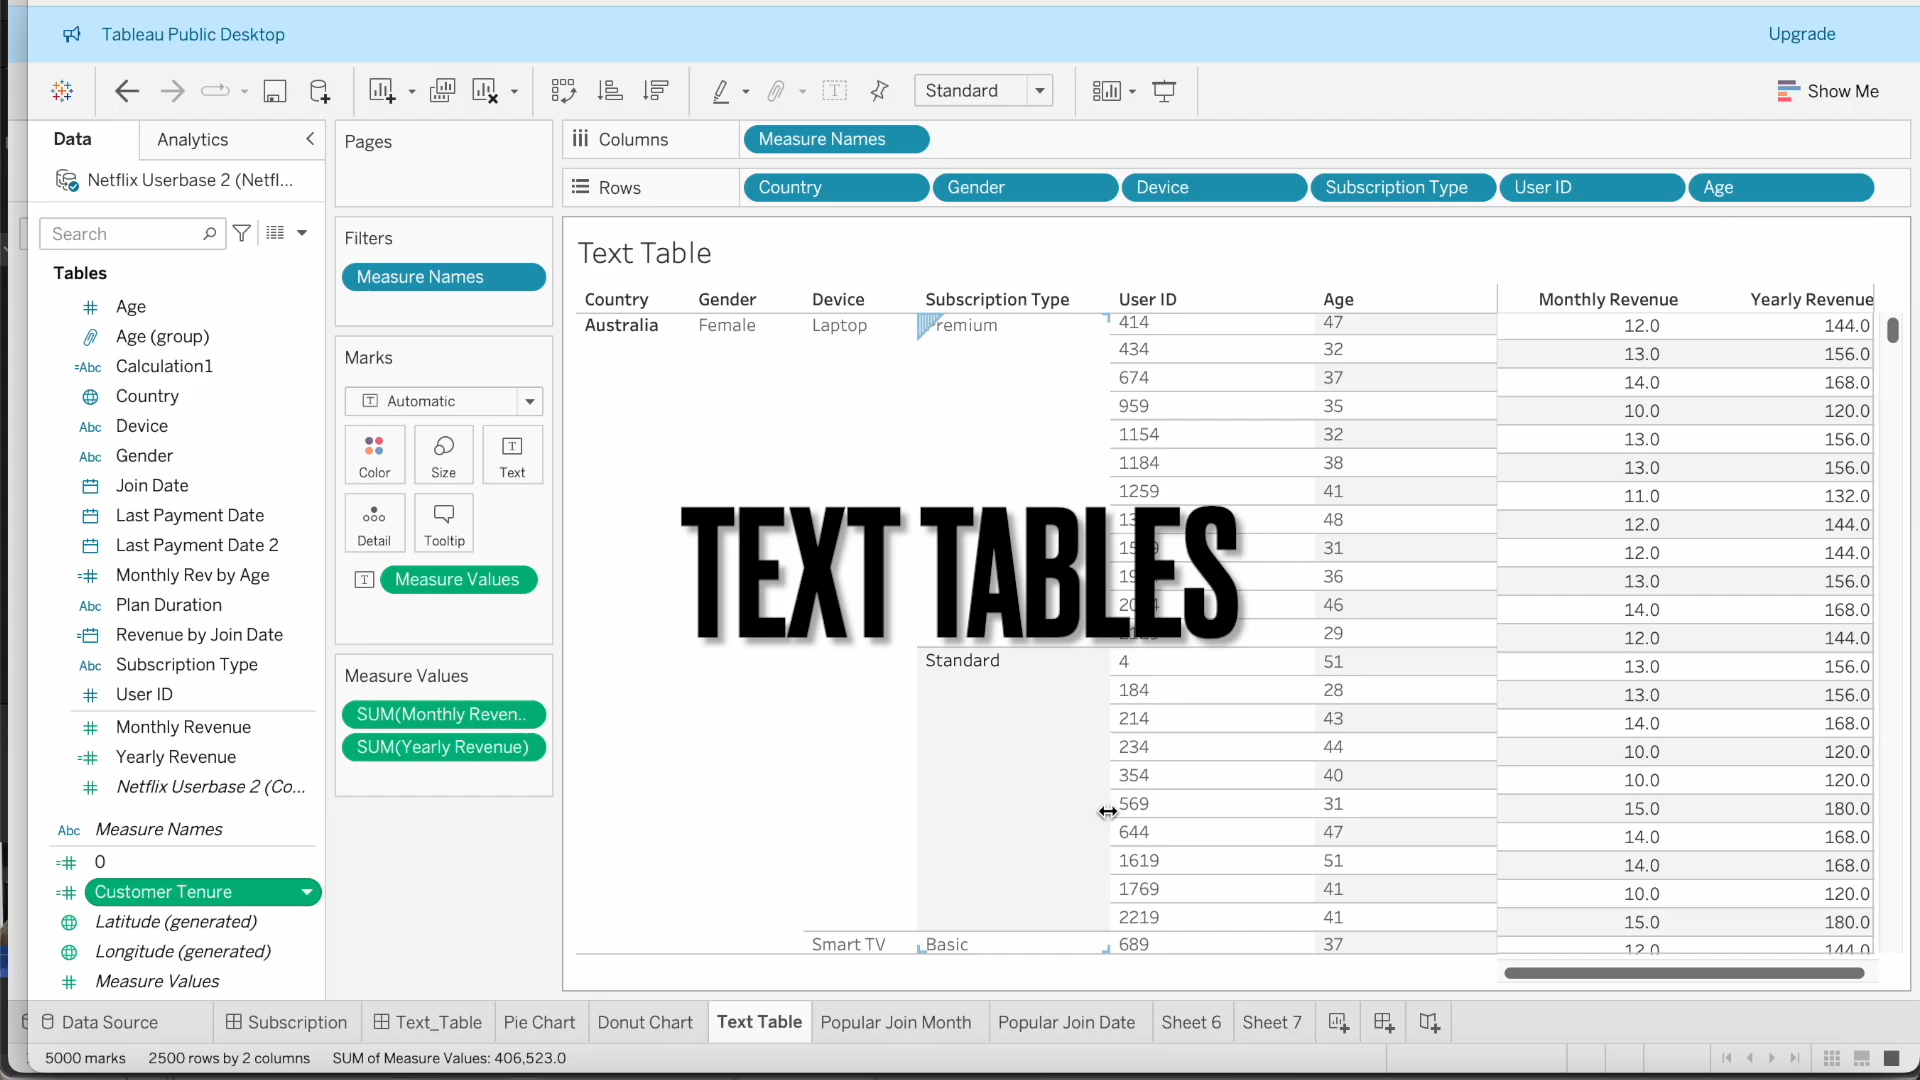 Tableau Public Desktop
Upgrade
Standard
Show Me
Data
Analytics
Pages
Columns
Measure Names
Netflix Userbase 2 (Netfl...
Rows
Country
Gender
Device
Subscription Type
User ID
Age
Search
Filters
Measure Names
Text Table
Tables
Age
Age (group)
=Abc Calculation1
Country
Abc Device
Abc Gender
Join Date
Last Payment Date
Last Payment Date 2
Monthly Rev by Age
Abc Plan Duration
Revenue by Join Date
Abc Subscription Type
User ID
Monthly Revenue
Yearly Revenue
Netflix Userbase 2 (Co...
Abc Measure Names
0
Customer Tenure
Latitude (generated)
Longitude (generated)
Measure Values
Marks
Automatic
Color
Size
Text
Detail
Tooltip
Measure Values
Measure Values
SUM(Monthly Reven..
SUM(Yearly Revenue)
Country Gender Device Subscription Type User ID Age Monthly Revenue Yearly Revenue
Australia Female Laptop Premium 414 47 12.0 144.0
434 32 13.0 156.0
674 37 14.0 168.0
959 35 10.0 120.0
1154 32 13.0 156.0
1184 38 13.0 156.0
1259 41 11.0 132.0
48 12.0 144.0
31 12.0 144.0
36 13.0 156.0
46 14.0 168.0
29 12.0 144.0
Standard 4 51 13.0 156.0
184 28 13.0 156.0
214 43 14.0 168.0
234 44 10.0 120.0
354 40 10.0 120.0
569 31 15.0 180.0
644 47 14.0 168.0
1619 51 14.0 168.0
1769 41 10.0 120.0
2219 41 15.0 180.0
Smart TV Basic 689 37 12.0 144.0
TEXT TABLES
Data Source
Subscription
Text_Table
Pie Chart
Donut Chart
Text Table
Popular Join Month
Popular Join Date
Sheet 6
Sheet 7
5000 marks 2500 rows by 2 columns SUM of Measure Values: 406,523.0